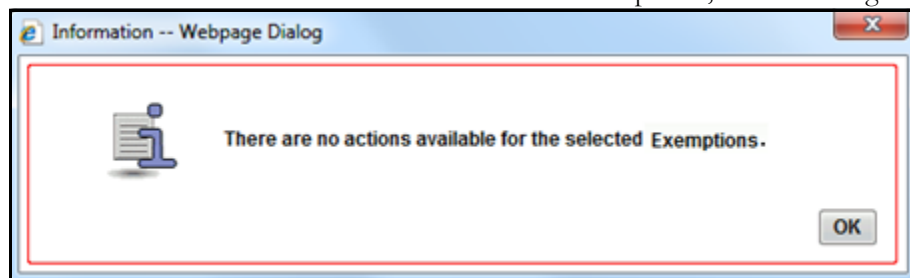 Information -- Webpage Dialog
There are no actions available for the selected Exemptions.
OK